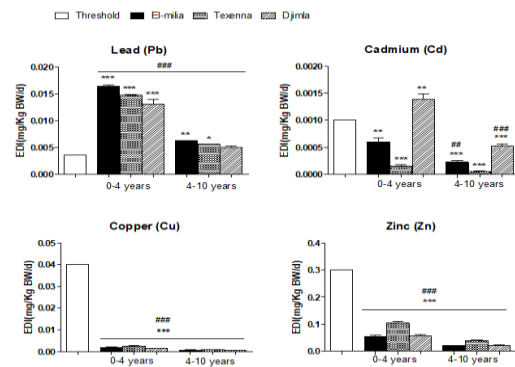 Threshold El-milia Texenna Djimla
Lead (Pb)
EDI(mg/Kg BW/d)
0.020
0.015
0.010
0.005
0.000
###
***
***
***
**
*
0-4 years
4-10 years
Cadmium (Cd)
EDI(mg/Kg BW/d)
0.0020
0.0015
0.0010
0.0005
0.0000
**
***
**
##
***
***
###
***
0-4 years
4-10 years
Copper (Cu)
EDI(mg/Kg BW/d)
0.05
0.04
0.03
0.02
0.01
0.00
###
***
0-4 years
4-10 years
Zinc (Zn)
EDI(mg/Kg BW/d)
0.4
0.3
0.2
0.1
0.0
###
***
0-4 years
4-10 years